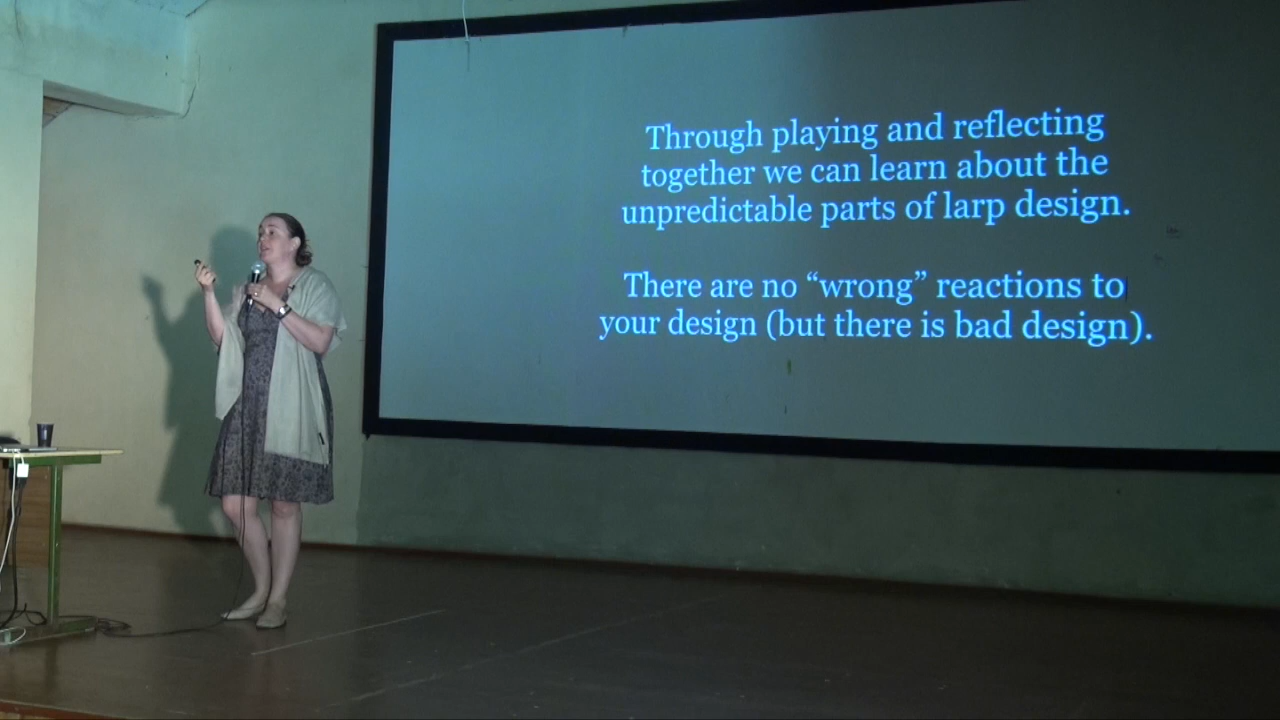 Through playing and reflecting
together we can learn about the
unpredictable parts of larp design.
There are no “wrong” reactions to
your design (but there is bad design).